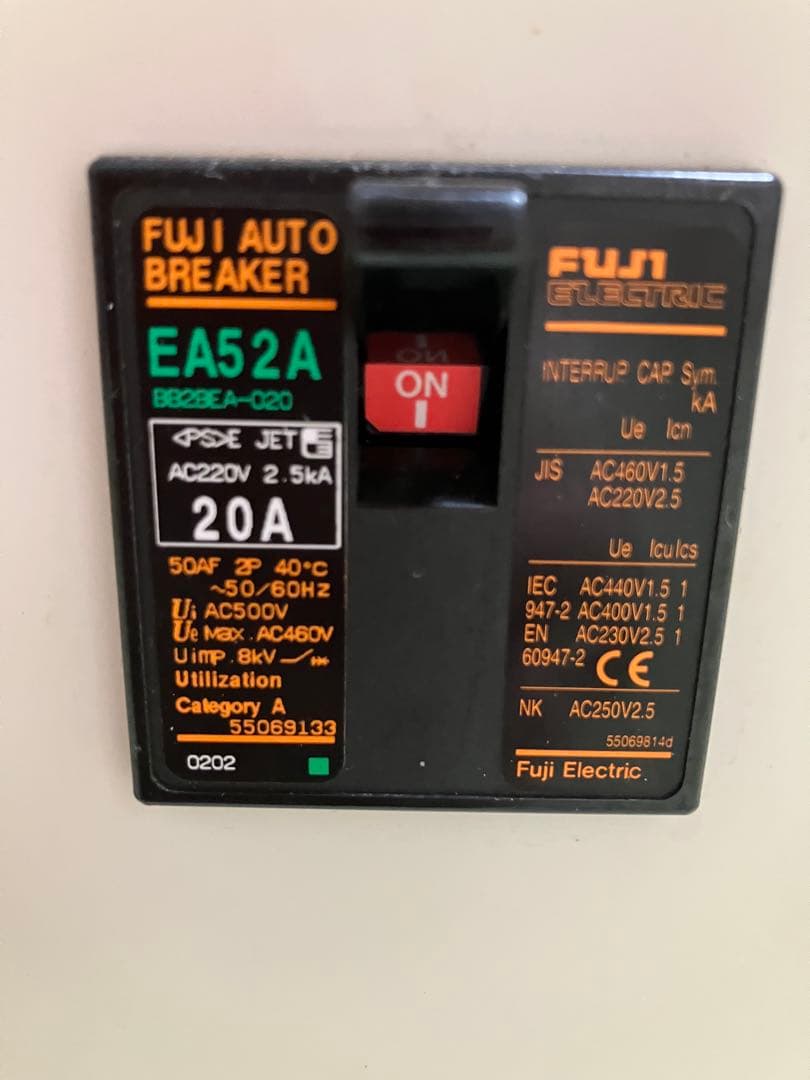 FUJI AUTO
BREAKER
EA52A
BB2BEA-020
<PS>E JET
AC220V 2.5kA
20A
50AF 2P 40°C
~50/60Hz
Ui AC500V
Ue Max. AC460V
Uimp. 8kV
Utilization
Category A
55069133
0202
ON
ON
I
FUJI
ELECTRIC
INTERRUP. CAP. Sym.
kA
Ue Icn
JIS AC460V1.5
AC220V2.5
Ue Icu Ics
IEC AC440V1.5 1
947-2 AC400V1.5 1
EN AC230V2.5 1
60947-2 CE
NK AC250V2.5
55069814d
Fuji Electric